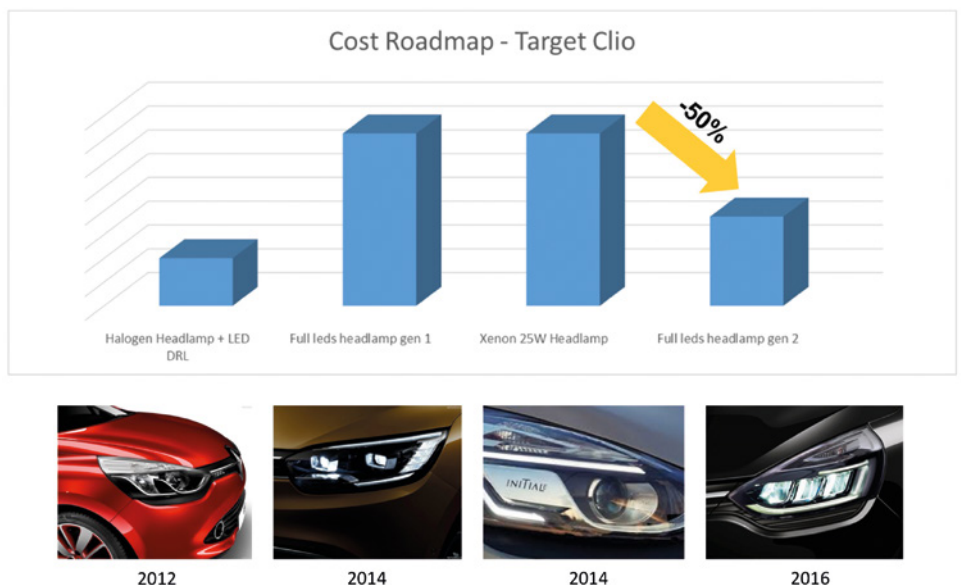 Cost Roadmap - Target Clio
-50%
Halogen Headlamp + LED
DRL
Full leds headlamp gen 1
Xenon 25W Headlamp
Full leds headlamp gen 2
INITIALE
2012
2014
2014
2016